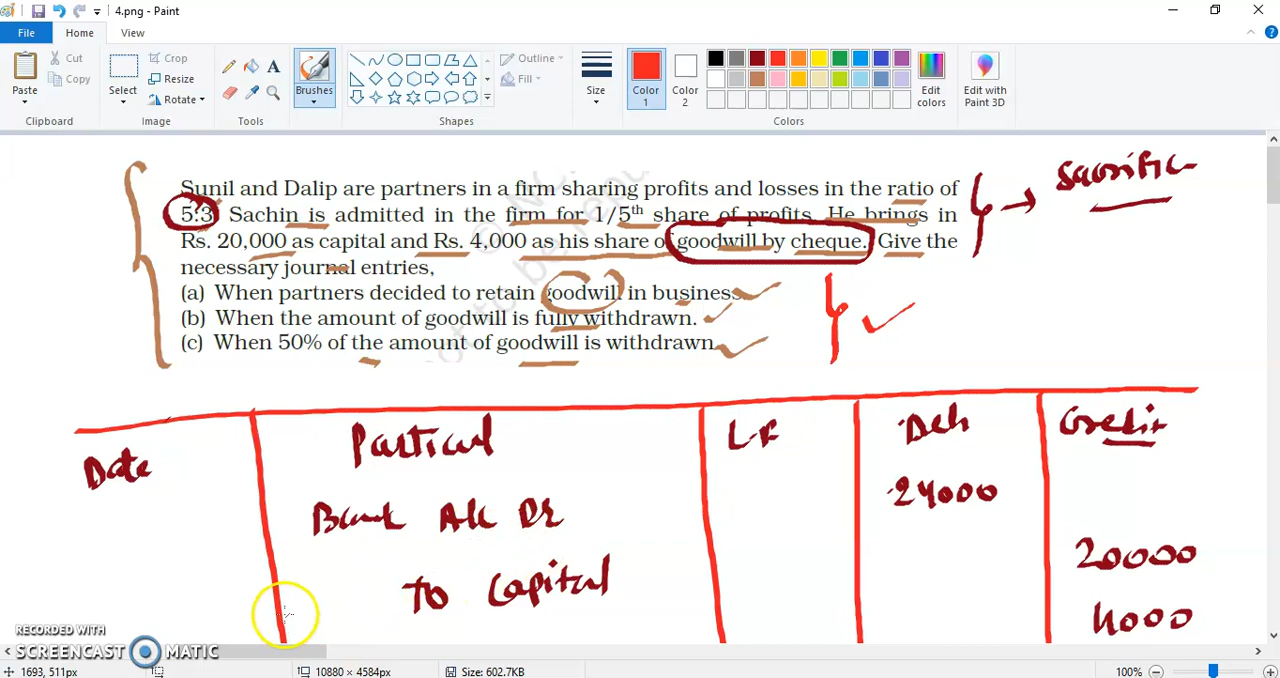 4.png - Paint
File Home View
Paste Cut Copy Clipboard
Select Crop Resize Rotate Image
Tools
Brushes
Outline Fill Shapes
Size
Color 1 Color 2 Edit colors Edit with Paint 3D Colors
Sunil and Dalip are partners in a firm sharing profits and losses in the ratio of
5:3. Sachin is admitted in the firm for 1/5th share of profits. He brings in
Rs. 20,000 as capital and Rs. 4,000 as his share of goodwill by cheque. Give the
necessary journal entries,
(a) When partners decided to retain goodwill in business.
(b) When the amount of goodwill is fully withdrawn.
(c) When 50% of the amount of goodwill is withdrawn.
Date Particul L.F Deb Credit
Bank A/c Dr 24000
To Capital 20000
4000
RECORDED WITH
SCREENCAST MATIC
1693, 511px 10880 × 4584px Size: 602.7KB 100%